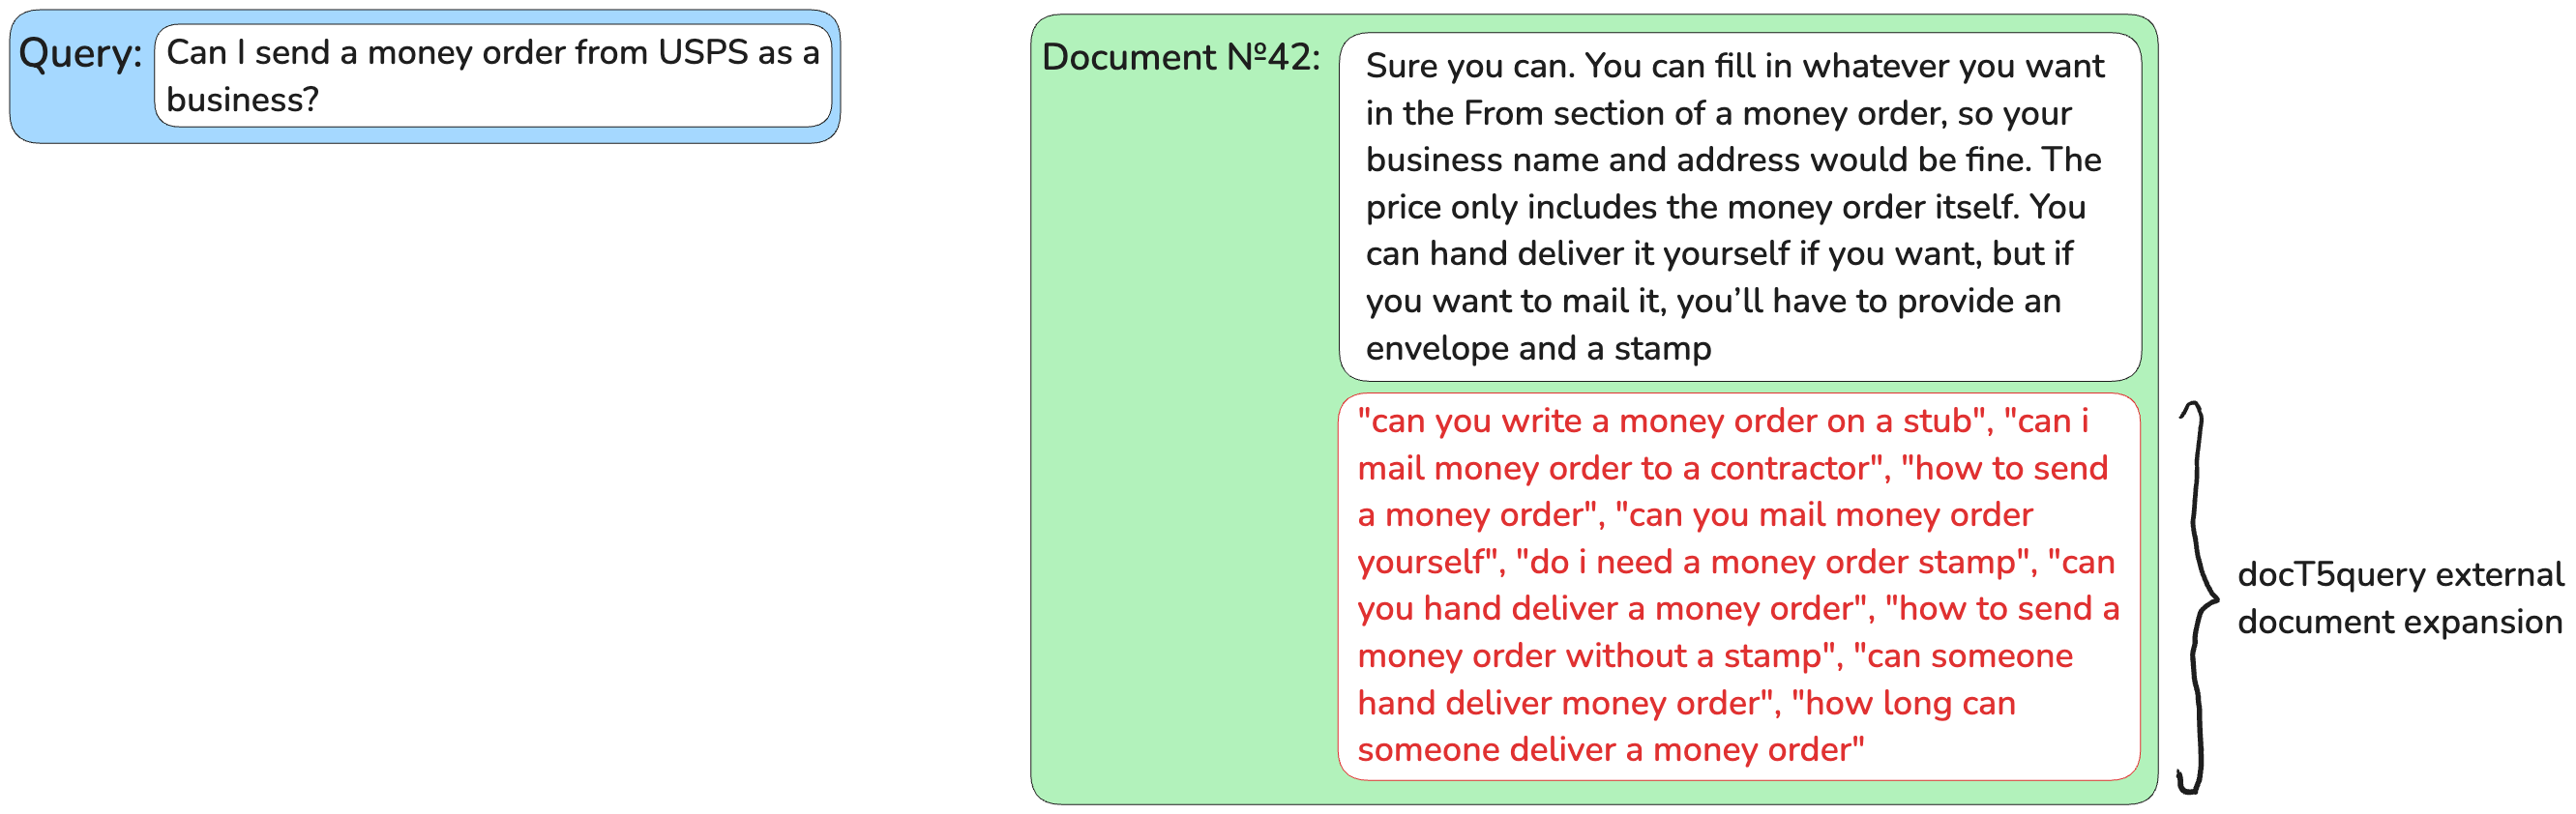 Query:
Can I send a money order from USPS as a
business?
Document №42:
Sure you can. You can fill in whatever you want
in the From section of a money order, so your
business name and address would be fine. The
price only includes the money order itself. You
can hand deliver it yourself if you want, but if
you want to mail it, you’ll have to provide an
envelope and a stamp
"can you write a money order on a stub", "can i
mail money order to a contractor", "how to send
a money order", "can you mail money order
yourself", "do i need a money order stamp", "can
you hand deliver a money order", "how to send a
money order without a stamp", "can someone
hand deliver money order", "how long can
someone deliver a money order"
docT5query external
document expansion